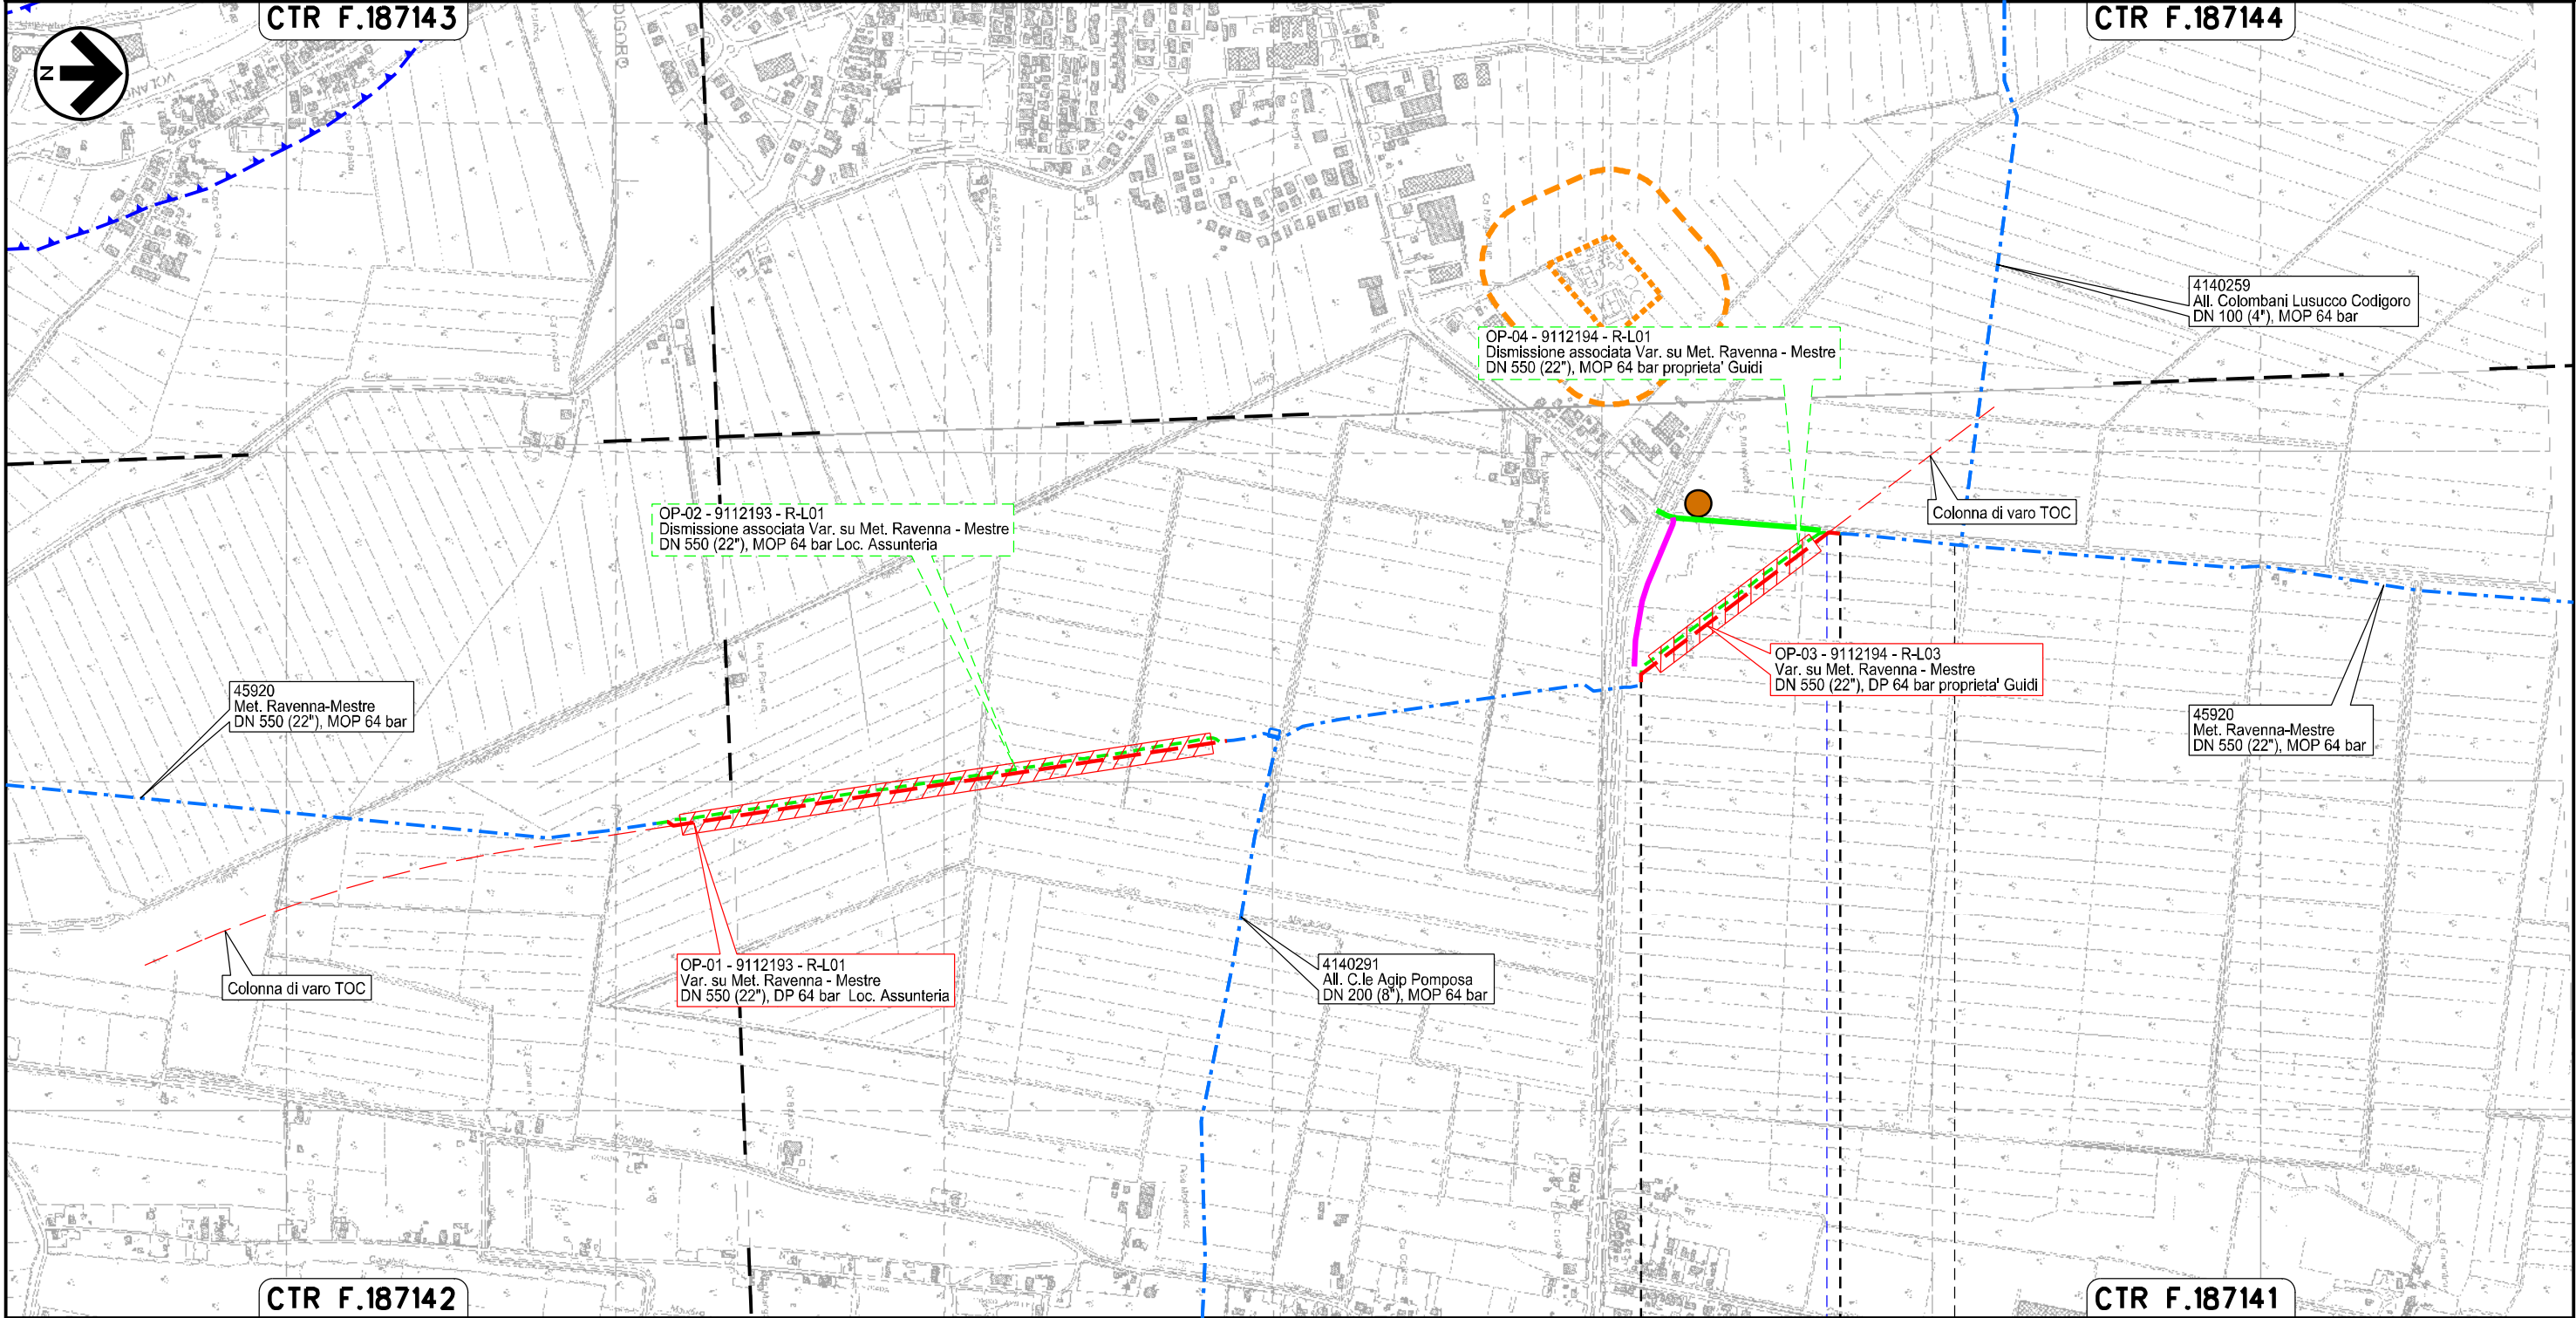 CTR F.187143
CTR F.187144
N
4140259
All. Colombani Lusucco Codigoro
DN 100 (4"), MOP 64 bar
OP-04 - 9112194 - R-L01
Dismissione associata Var. su Met. Ravenna - Mestre
DN 550 (22"), MOP 64 bar proprieta' Guidi
OP-02 - 9112193 - R-L01
Dismissione associata Var. su Met. Ravenna - Mestre
DN 550 (22"), MOP 64 bar Loc. Assunteria
Colonna di varo TOC
OP-03 - 9112194 - R-L03
Var. su Met. Ravenna - Mestre
DN 550 (22"), DP 64 bar proprieta' Guidi
45920
Met. Ravenna-Mestre
DN 550 (22"), MOP 64 bar
45920
Met. Ravenna-Mestre
DN 550 (22"), MOP 64 bar
OP-01 - 9112193 - R-L01
Var. su Met. Ravenna - Mestre
DN 550 (22"), DP 64 bar Loc. Assunteria
4140291
All. C.le Agip Pomposa
DN 200 (8"), MOP 64 bar
Colonna di varo TOC
CTR F.187142
CTR F.187141